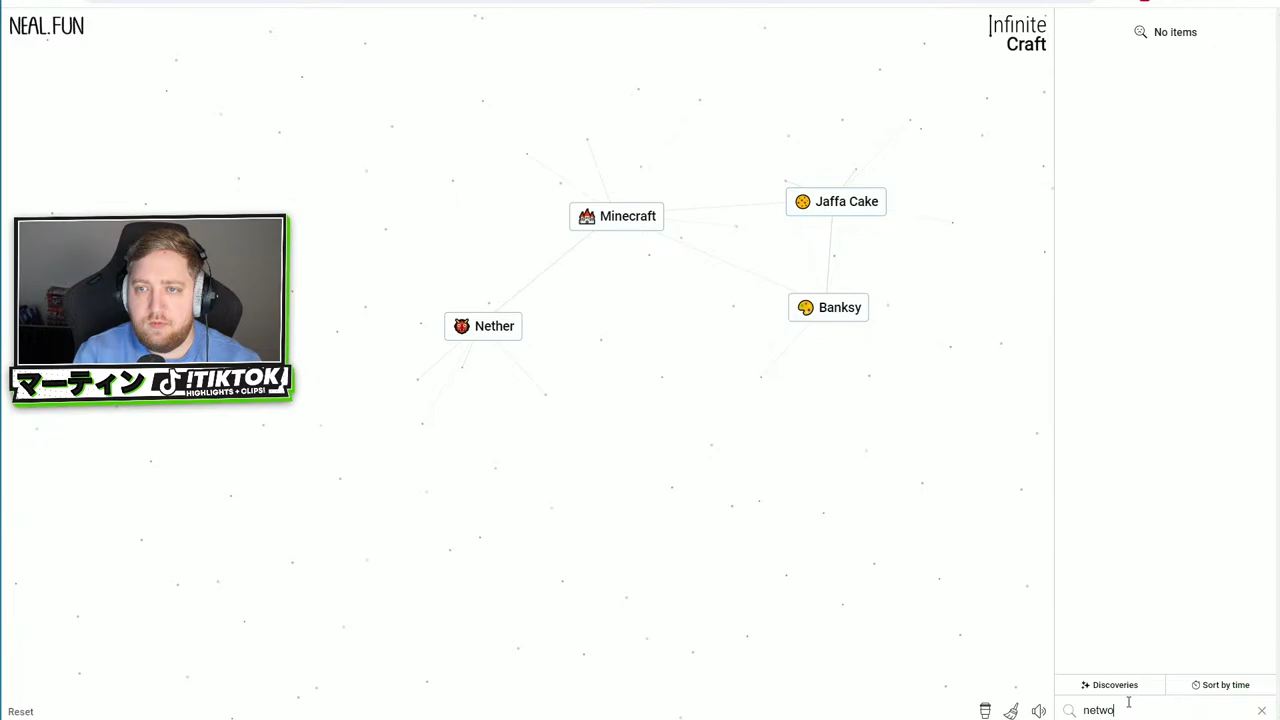 NEAL.FUN
Infinite
Craft
No items
Minecraft
Jaffa Cake
Banksy
Nether
マーティン !TIKTOK
HIGHLIGHTS + CLIPS!
Discoveries
Sort by time
netwo
Reset